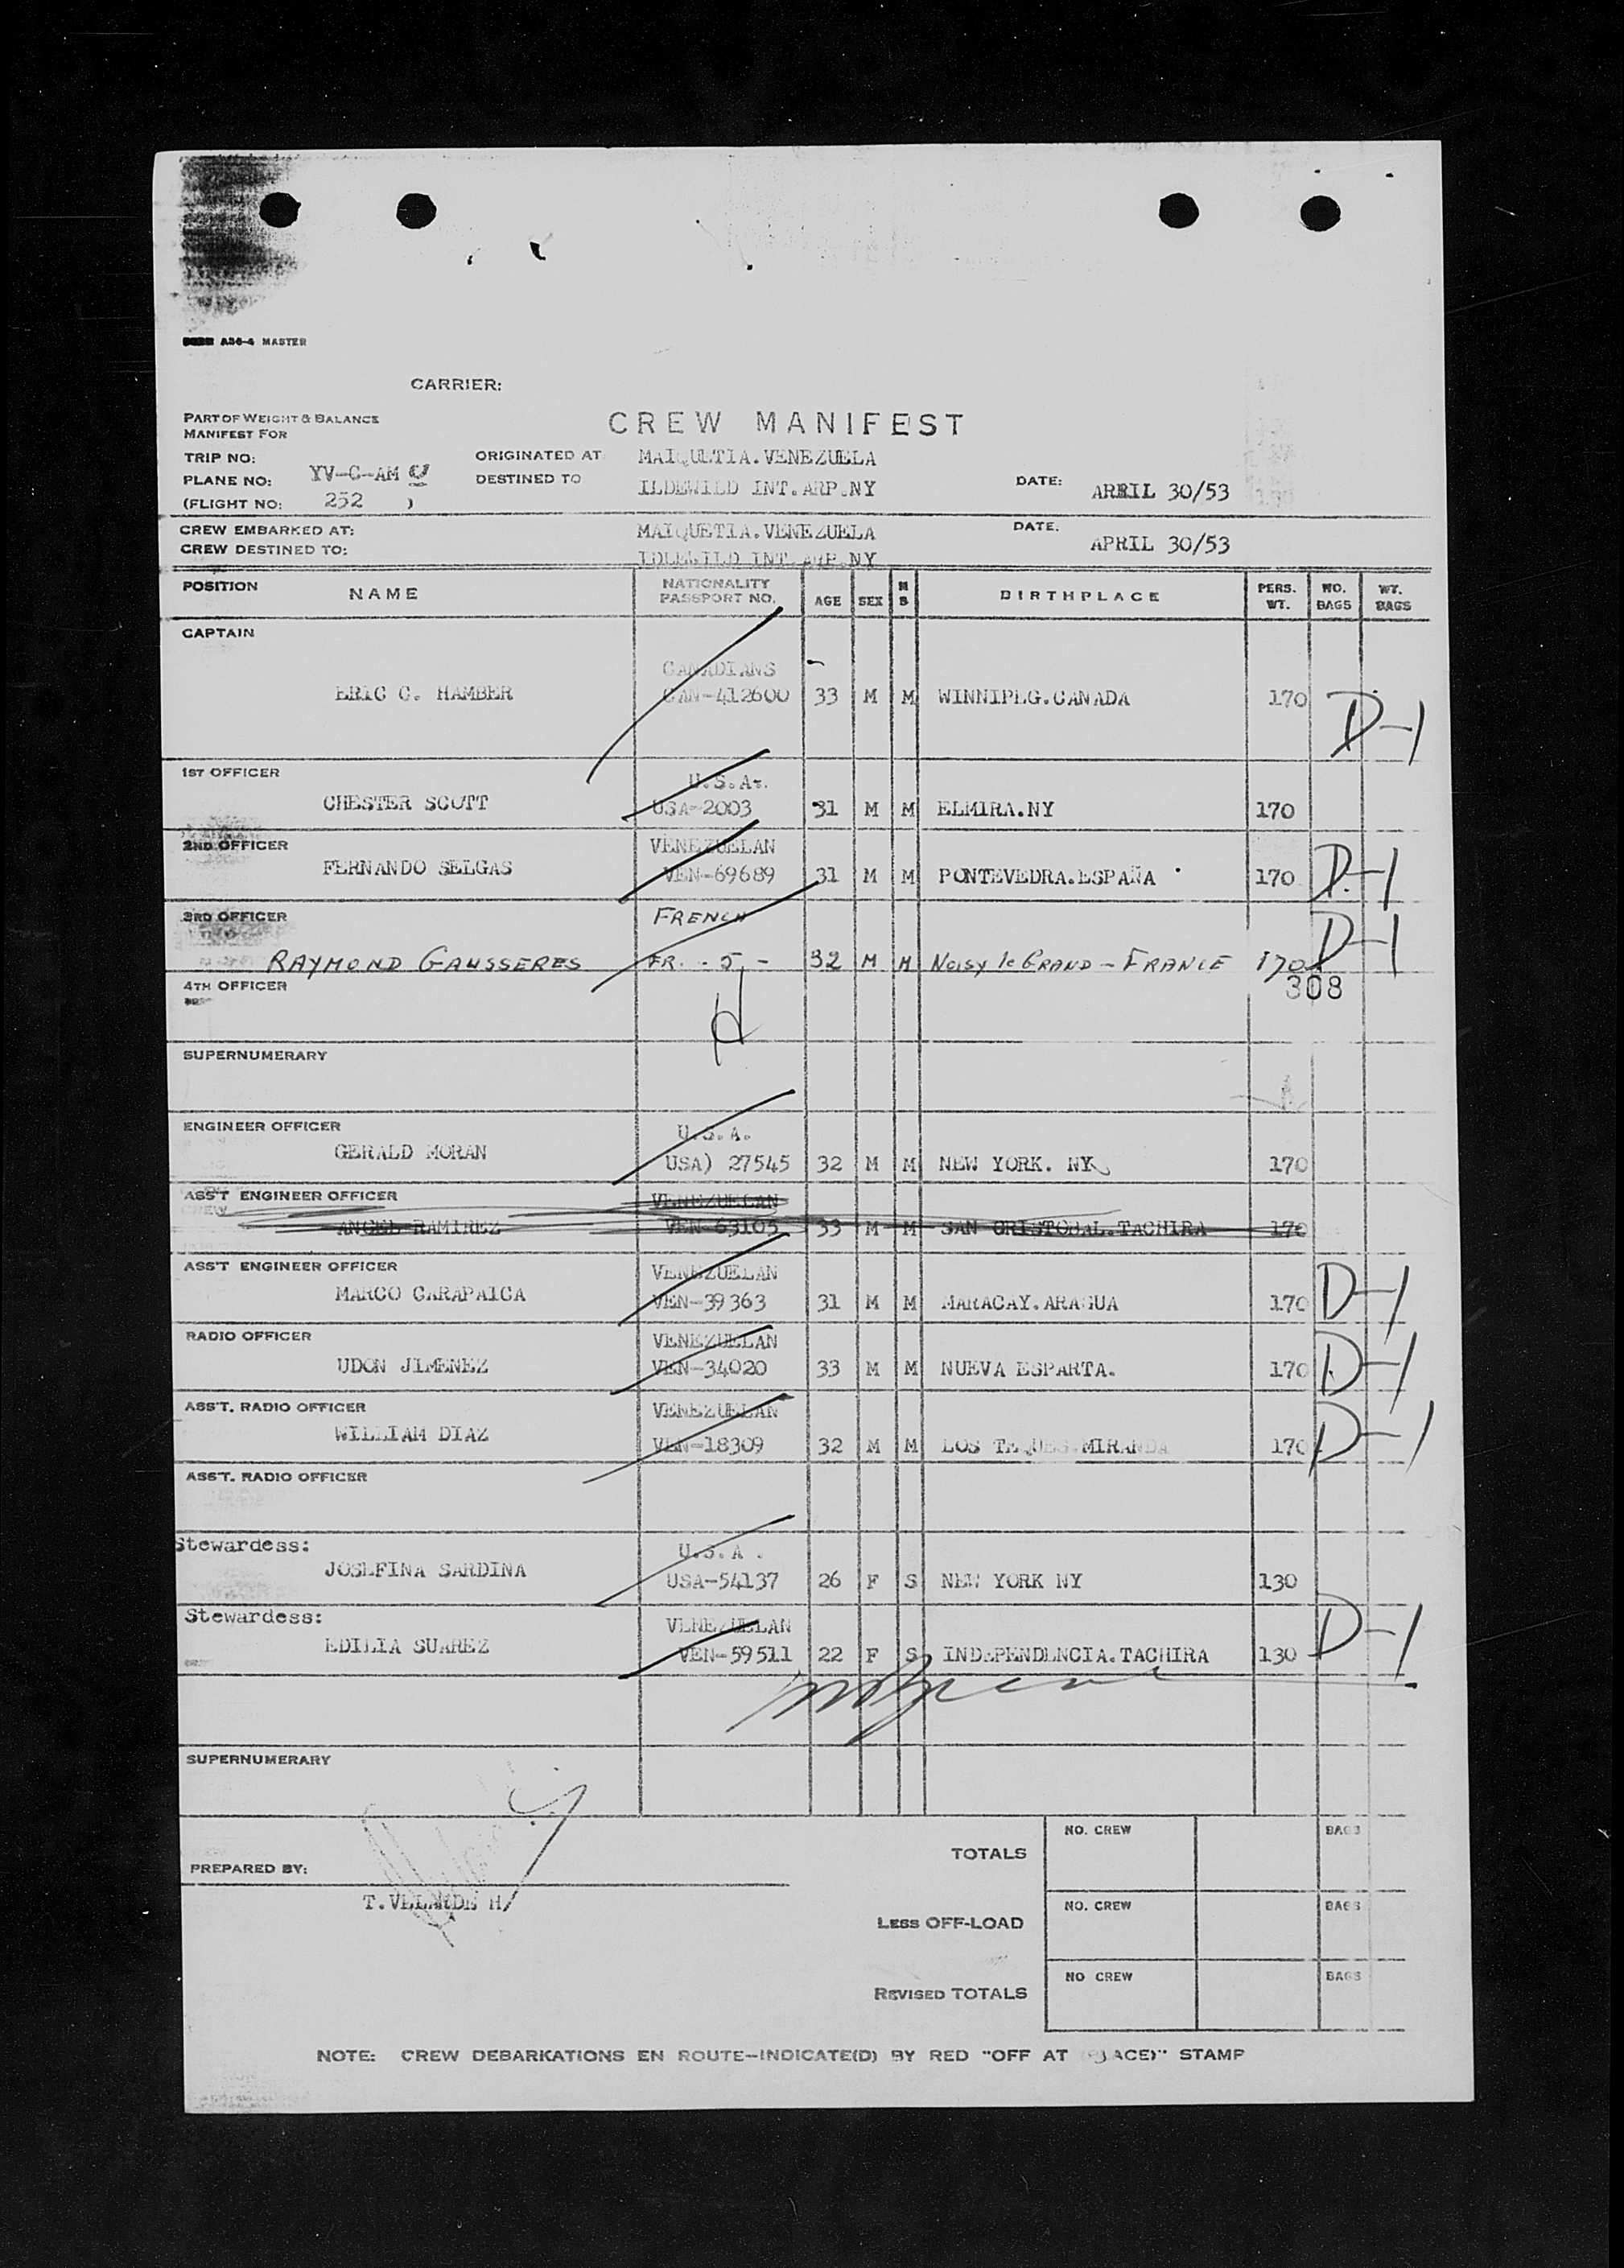 A36-4 MASTER
CARRIER:
PART OF WEIGHT & BALANCE
MANIFEST FOR
CREW MANIFEST
TRIP NO:
ORIGINATED AT MAIQUETIA.VENEZUELA
PLANE NO: YV-C-AM
DESTINED TO ILDEWILD INT.ARP.NY DATE: ARRIL 30/53
(FLIGHT NO: 252 )
CREW EMBARKED AT: MAIQUETIA.VENEZUELA DATE: APRIL 30/53
CREW DESTINED TO: IDLEWILD INT.ARP.NY
POSITION NAME NATIONALITY PASSPORT NO. AGE SEX M S BIRTHPLACE PERS. WT. NO. BAGS WT. BAGS
CAPTAIN
CANADIANS
ERIC C. HAMBER CAN-412600 33 M M WINNIPEG.CANADA 170 D-1
1ST OFFICER U.S.A.
CHESTER SCOTT USA-2003 31 M M ELMIRA.NY 170
2ND OFFICER VENEZUELAN
FERNANDO SELGAS VEN-69689 31 M M PONTEVEDRA.ESPAÑA 170 D-1
3RD OFFICER FRENCH
RAYMOND GAUSSERES FR. - 5 - 32 M M NOISY le GRAND - FRANCE 170 D-1
4TH OFFICER 308
SUPERNUMERARY
ENGINEER OFFICER U.S.A.
GERALD MORAN USA) 27545 32 M M NEW YORK. NY 170
ASS'T ENGINEER OFFICER VENEZUELAN
ANGEL RAMIREZ VEN-63105 33 M M SAN CRISTOBAL.TACHIRA 170
ASS'T ENGINEER OFFICER VENEZUELAN
MARCO CARAPAICA VEN-39363 31 M M MARACAY.ARAGUA 170 D-1
RADIO OFFICER VENEZUELAN
UDON JIMENEZ VEN-34020 33 M M NUEVA ESPARTA. 170 D-1
ASS'T. RADIO OFFICER VENEZUELAN
WILLIAM DIAZ VEN-18309 32 M M LOS TEQUES.MIRANDA 170 D-1
ASS'T. RADIO OFFICER
Stewardess: U.S.A.
JOSEFINA SARDINA USA-54137 26 F S NEW YORK NY 130
Stewardess: VENEZUELAN
EDILIA SUAREZ VEN-59511 22 F S INDEPENDENCIA.TACHIRA 130 D-1
SUPERNUMERARY
TOTALS NO. CREW BAGS
PREPARED BY:
T.VELARDE H/
LESS OFF-LOAD NO. CREW BAGS
REVISED TOTALS NO CREW BAGS
NOTE: CREW DEBARKATIONS EN ROUTE--INDICATE(D) BY RED "OFF AT (PLACE)" STAMP